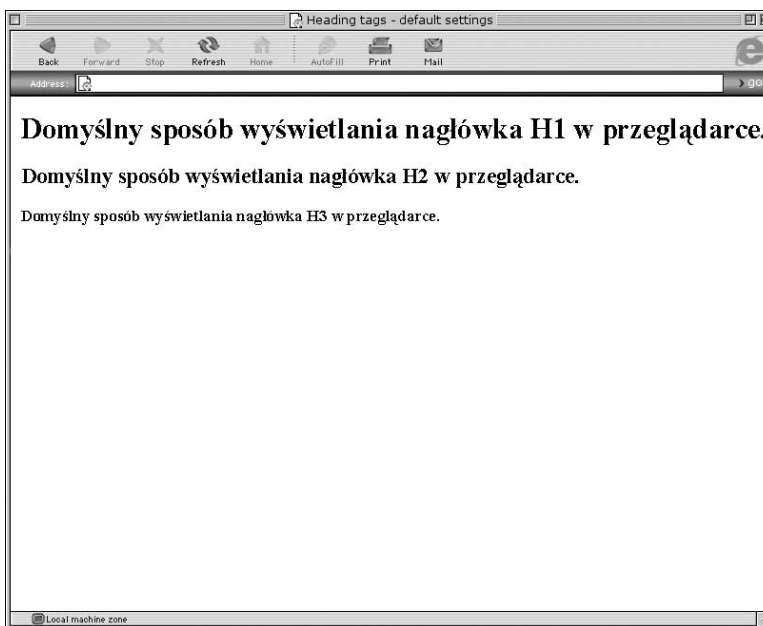 Heading tags - default settings
Back Forward Stop Refresh Home AutoFill Print Mail
Address: go
Domyślny sposób wyświetlania nagłówka H1 w przeglądarce.
Domyślny sposób wyświetlania nagłówka H2 w przeglądarce.
Domyślny sposób wyświetlania nagłówka H3 w przeglądarce.
Local machine zone